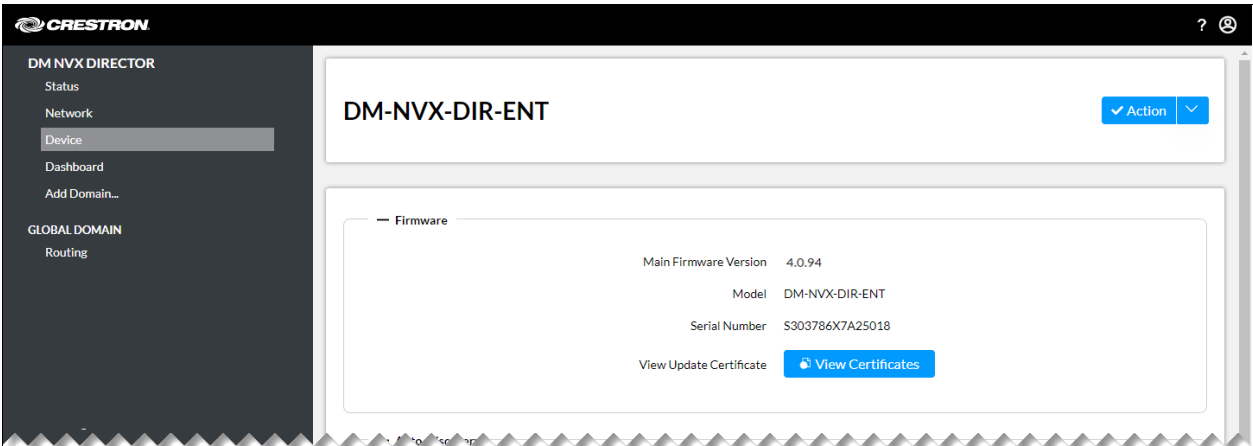 CRESTRON.
?
DM NVX DIRECTOR
Status
Network
Device
Dashboard
Add Domain...
GLOBAL DOMAIN
Routing
DM-NVX-DIR-ENT
Action
Firmware
Main Firmware Version 4.0.94
Model DM-NVX-DIR-ENT
Serial Number S303786X7A25018
View Update Certificate View Certificates